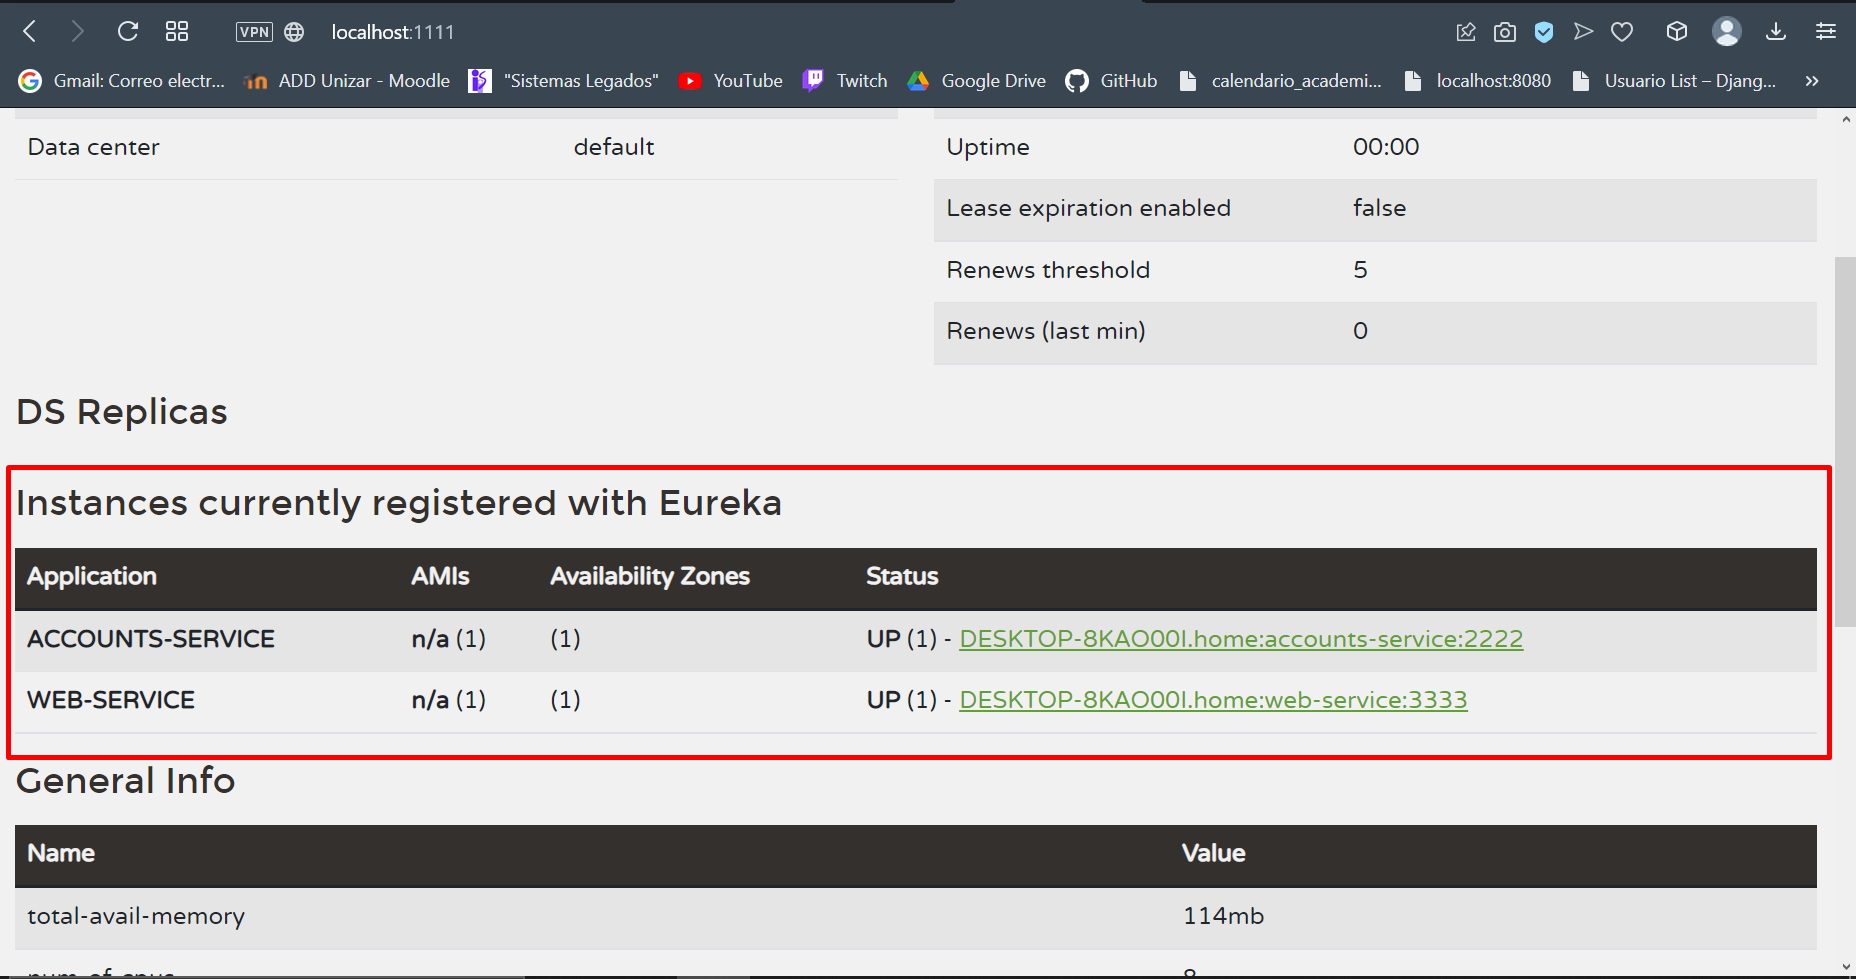 VPN localhost:1111
Gmail: Correo electr... ADD Unizar - Moodle "Sistemas Legados" YouTube Twitch Google Drive GitHub calendario_academi... localhost:8080 Usuario List – Djang... »
Data center default
Uptime 00:00
Lease expiration enabled false
Renews threshold 5
Renews (last min) 0
DS Replicas
Instances currently registered with Eureka
Application AMIs Availability Zones Status
ACCOUNTS-SERVICE n/a (1) (1) UP (1) - DESKTOP-8KAO00I.home:accounts-service:2222
WEB-SERVICE n/a (1) (1) UP (1) - DESKTOP-8KAO00I.home:web-service:3333
General Info
Name Value
total-avail-memory 114mb
num-of-cpus 8